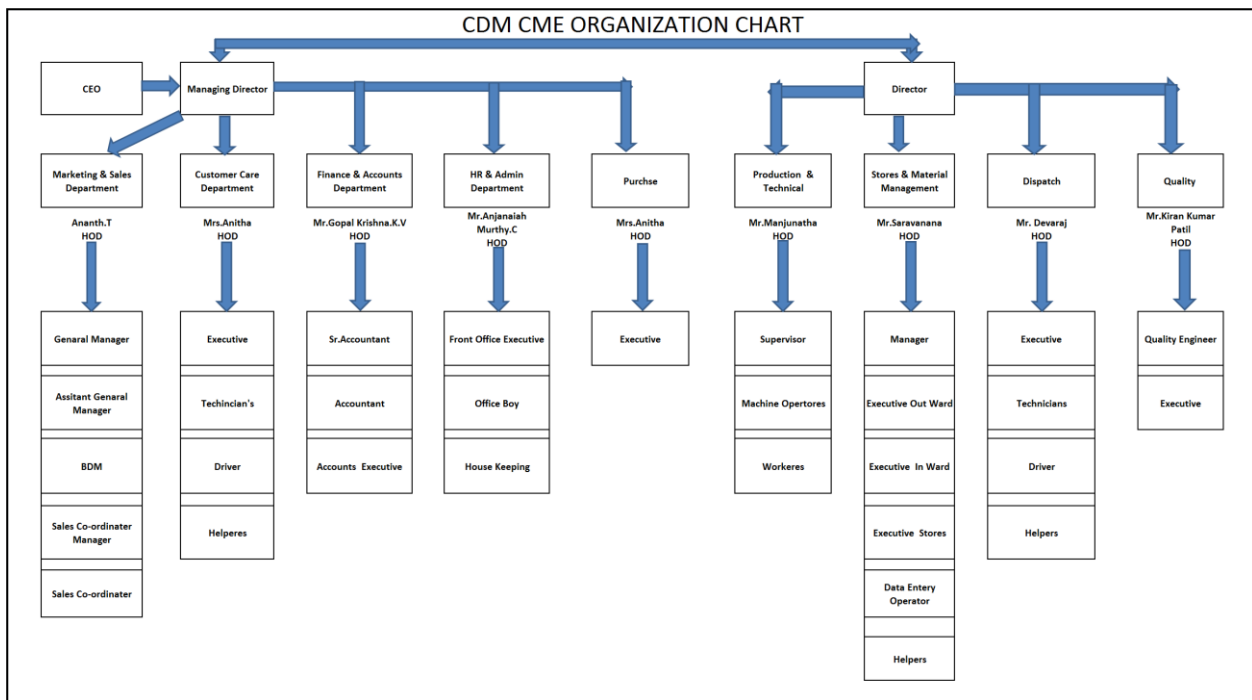 CDM CME ORGANIZATION CHART
CEO
Managing Director
Director
Marketing & Sales
Department
Customer Care
Department
Finance & Accounts
Department
HR & Admin
Department
Purchse
Production & 
Technical
Stores & Material
Management
Dispatch
Quality
Ananth.T
HOD
Mrs.Anitha
HOD
Mr.Gopal Krishna.K.V
HOD
Mr.Anjanaiah
Murthy.C
HOD
Mrs.Anitha
HOD
Mr.Manjunatha
HOD
Mr.Saravanana
HOD
Mr. Devaraj
HOD
Mr.Kiran Kumar
Patil
HOD
Genaral Manager
Executive
Sr.Accountant
Front Office Executive
Executive
Supervisor
Manager
Executive
Quality Engineer
Assitant Genaral
Manager
Techincian's
Accountant
Office Boy
Machine Opertores
Executive Out Ward
Technicians
Executive
BDM
Driver
Accounts Executive
House Keeping
Workeres
Executive In Ward
Driver
Sales Co-ordinater
Manager
Helperes
Executive Stores
Helpers
Sales Co-ordinater
Data Entery
Operator
Helpers